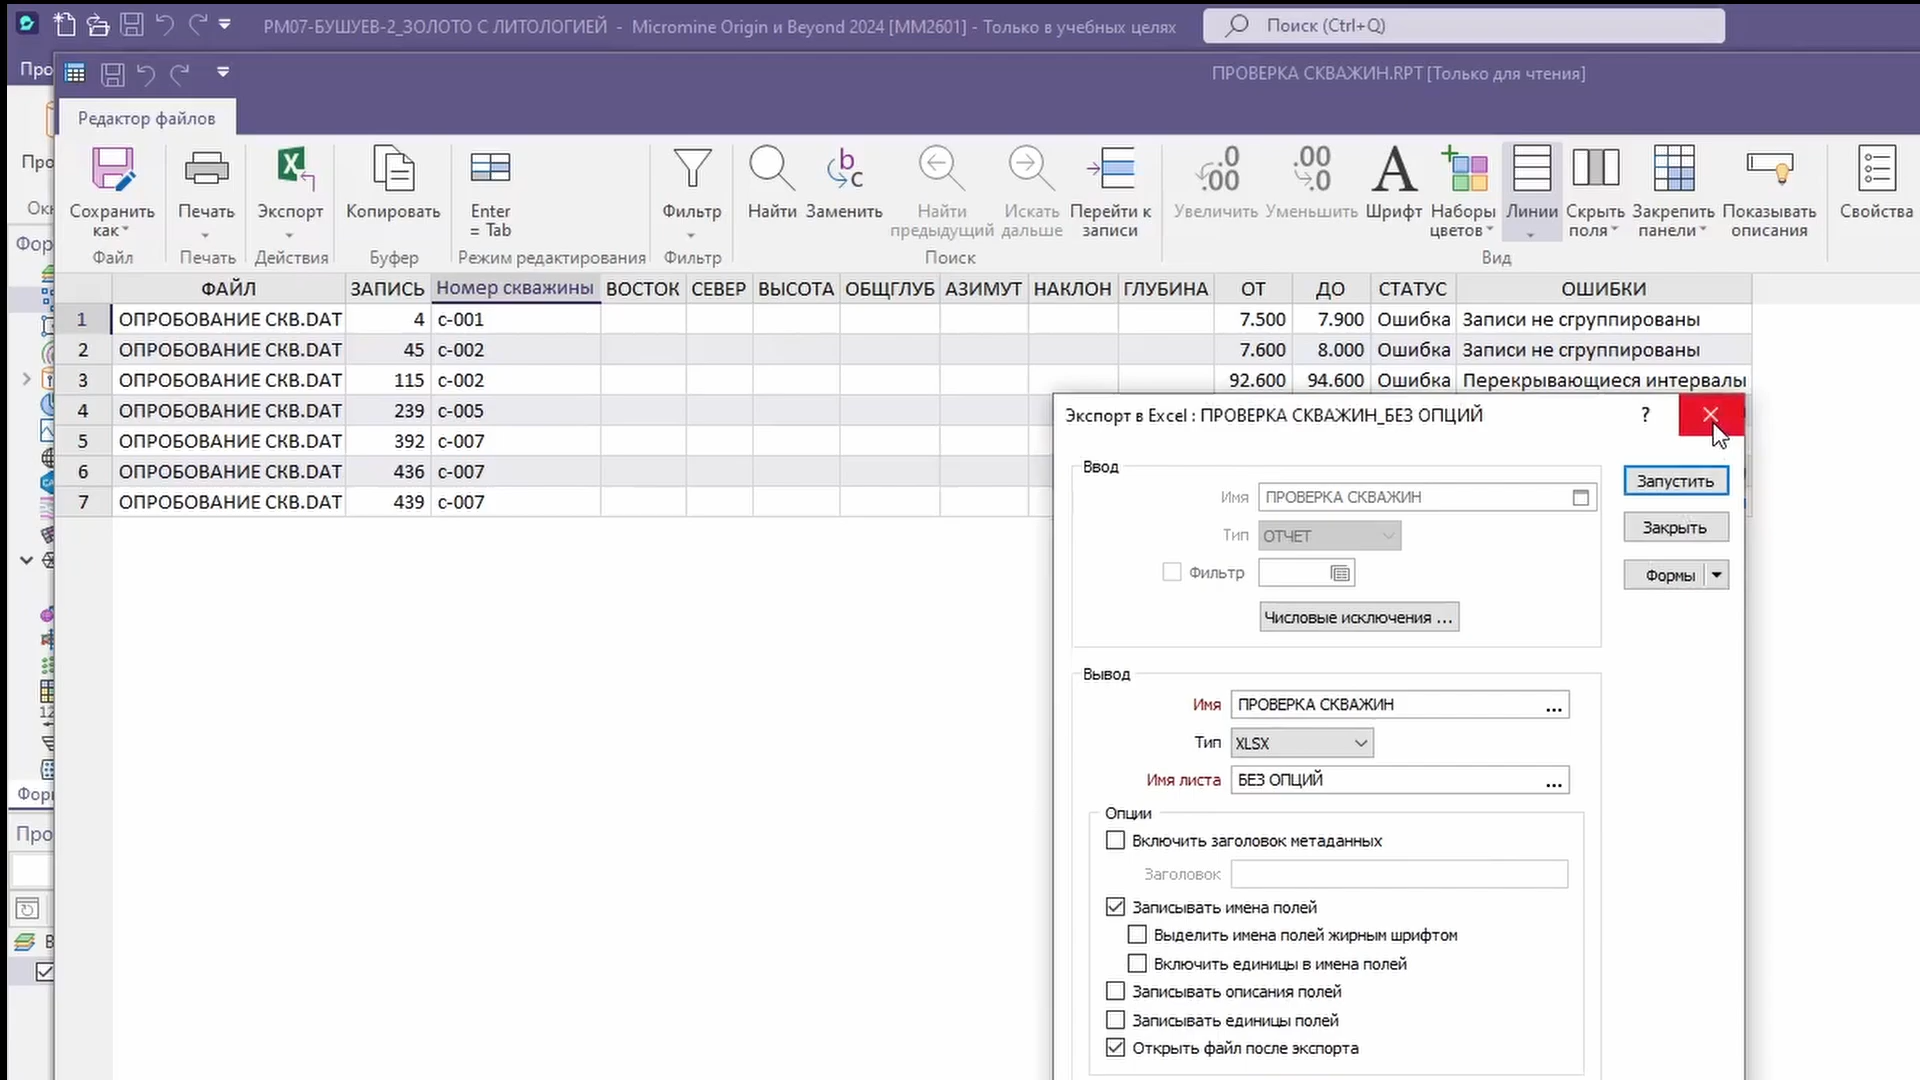 РМ07-БУШУЕВ-2_ЗОЛОТО С ЛИТОЛОГИЕЙ - Micromine Origin и Beyond 2024 [MM2601] - Только в учебных целях
Поиск (Ctrl+Q)
Про
ПРОВЕРКА СКВАЖИН.RPT [Только для чтения]
Редактор файлов
Про
Сохранить как
Печать
Экспорт
Копировать
Enter = Tab
Фильтр
Найти
Заменить
Найти предыдущий
Искать дальше
Перейти к записи
Увеличить
Уменьшить
Шрифт
Наборы цветов
Линии
Скрыть поля
Закрепить панели
Показывать описания
Свойства
Файл
Печать
Действия
Буфер
Режим редактирования
Фильтр
Поиск
Вид
ФАЙЛ ЗАПИСЬ Номер скважины ВОСТОК СЕВЕР ВЫСОТА ОБЩГЛУБ АЗИМУТ НАКЛОН ГЛУБИНА ОТ ДО СТАТУС ОШИБКИ
1 ОПРОБОВАНИЕ СКВ.DAT 4 с-001 7.500 7.900 Ошибка Записи не сгруппированы
2 ОПРОБОВАНИЕ СКВ.DAT 45 с-002 7.600 8.000 Ошибка Записи не сгруппированы
3 ОПРОБОВАНИЕ СКВ.DAT 115 с-002 92.600 94.600 Ошибка Перекрывающиеся интервалы
4 ОПРОБОВАНИЕ СКВ.DAT 239 с-005
5 ОПРОБОВАНИЕ СКВ.DAT 392 с-007
6 ОПРОБОВАНИЕ СКВ.DAT 436 с-007
7 ОПРОБОВАНИЕ СКВ.DAT 439 с-007
Экспорт в Excel : ПРОВЕРКА СКВАЖИН_БЕЗ ОПЦИЙ
?
Ввод
Имя ПРОВЕРКА СКВАЖИН
Тип ОТЧЕТ
Фильтр
Числовые исключения ...
Запустить
Закрыть
Формы
Вывод
Имя ПРОВЕРКА СКВАЖИН ...
Тип XLSX
Имя листа БЕЗ ОПЦИЙ ...
Опции
Включить заголовок метаданных
Заголовок
Записывать имена полей
Выделить имена полей жирным шрифтом
Включить единицы в имена полей
Записывать описания полей
Записывать единицы полей
Открыть файл после экспорта
Фор
Про